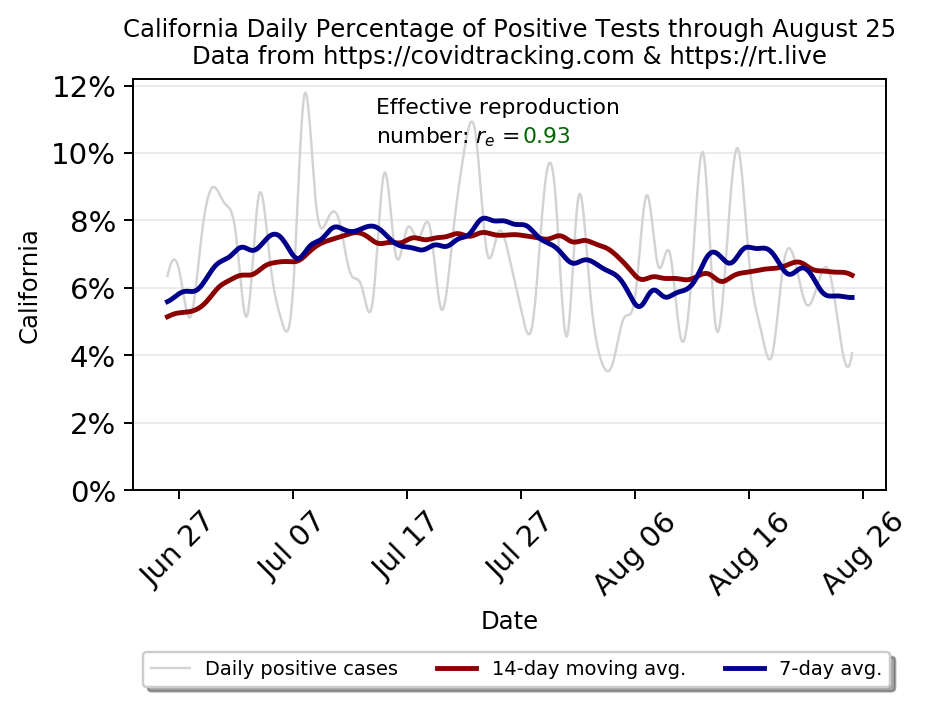 California Daily Percentage of Positive Tests through August 25
Data from https://covidtracking.com & https://rt.live
Effective reproduction
number: rₑ = 0.93
12%
10%
8%
6%
4%
2%
0%
California
Jun 27
Jul 07
Jul 17
Jul 27
Aug 06
Aug 16
Aug 26
Date
Daily positive cases
14-day moving avg.
7-day avg.